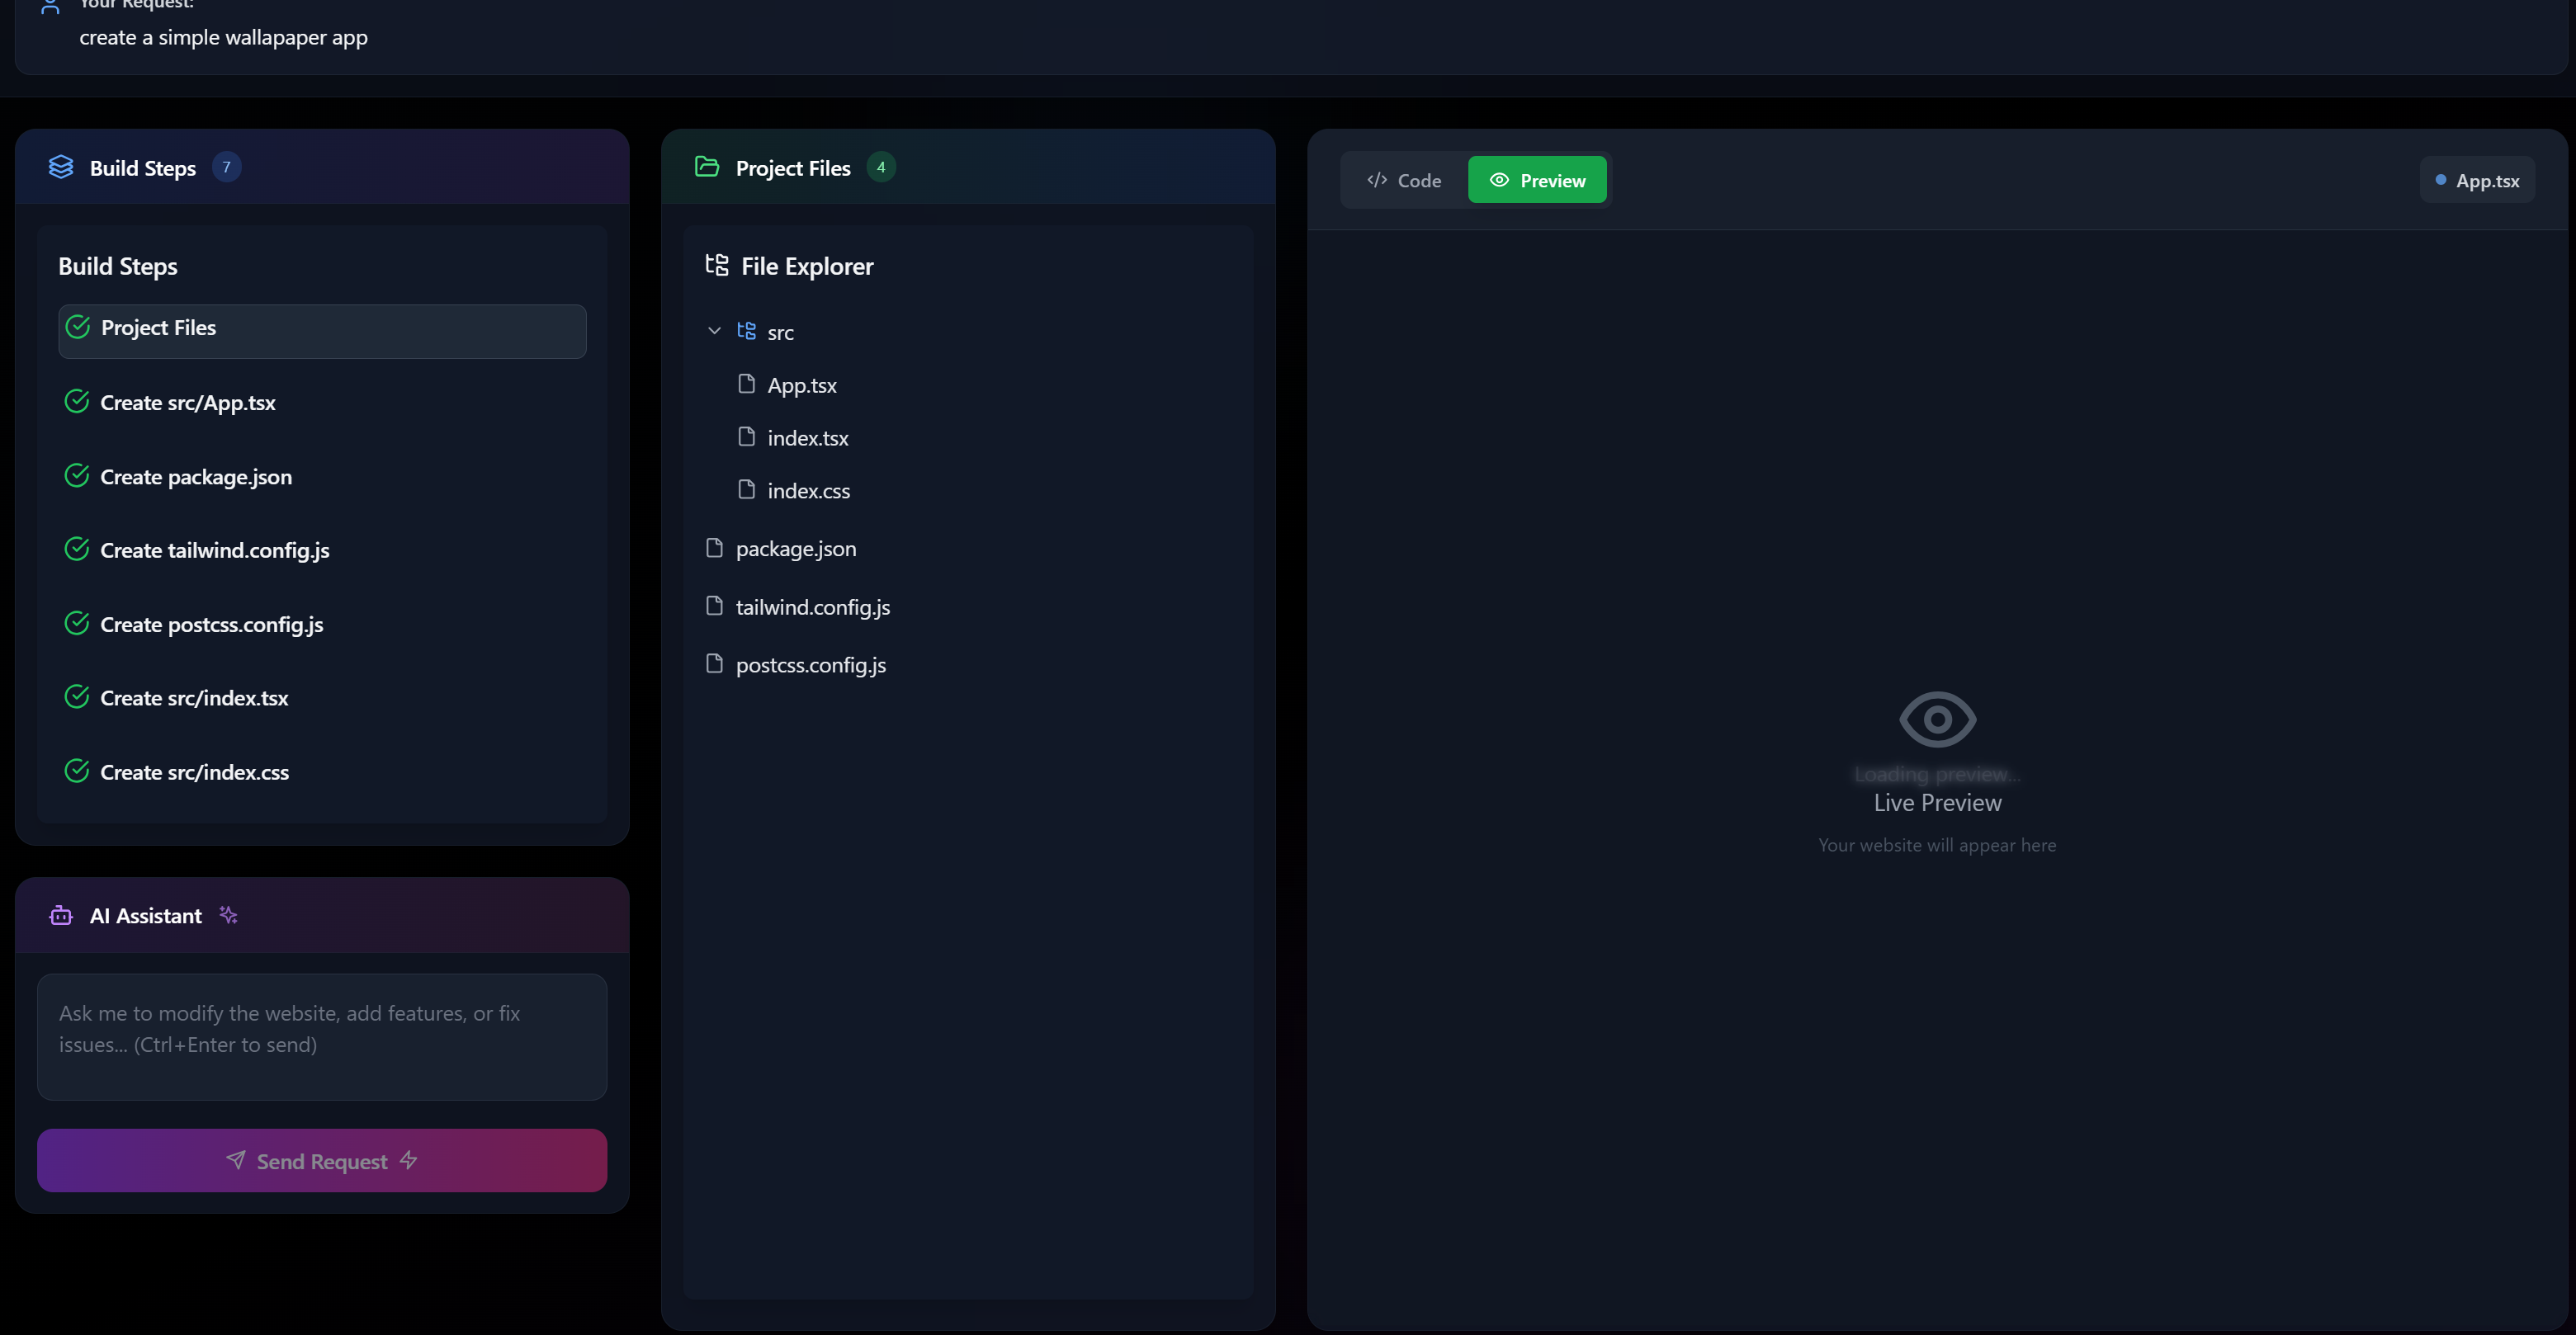 Your Request:
create a simple wallapaper app
Build Steps 7
Build Steps
Project Files
Create src/App.tsx
Create package.json
Create tailwind.config.js
Create postcss.config.js
Create src/index.tsx
Create src/index.css
AI Assistant
Ask me to modify the website, add features, or fix
issues... (Ctrl+Enter to send)
Send Request
Project Files 4
File Explorer
src
App.tsx
index.tsx
index.css
package.json
tailwind.config.js
postcss.config.js
Code Preview App.tsx
Loading preview...
Live Preview
Your website will appear here